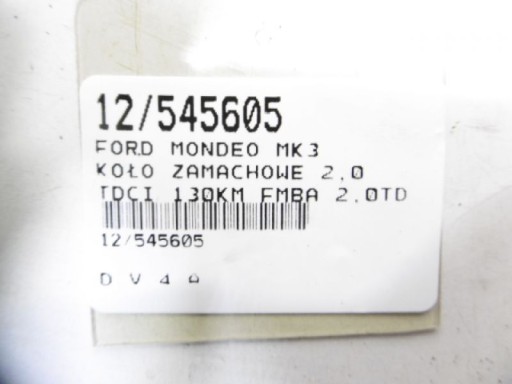 12/545605
FORD MONDEO MK3
KOŁO ZAMACHOWE 2,0
TDCI 130KM FMBA 2.0TD
12/545605
D V 4 A